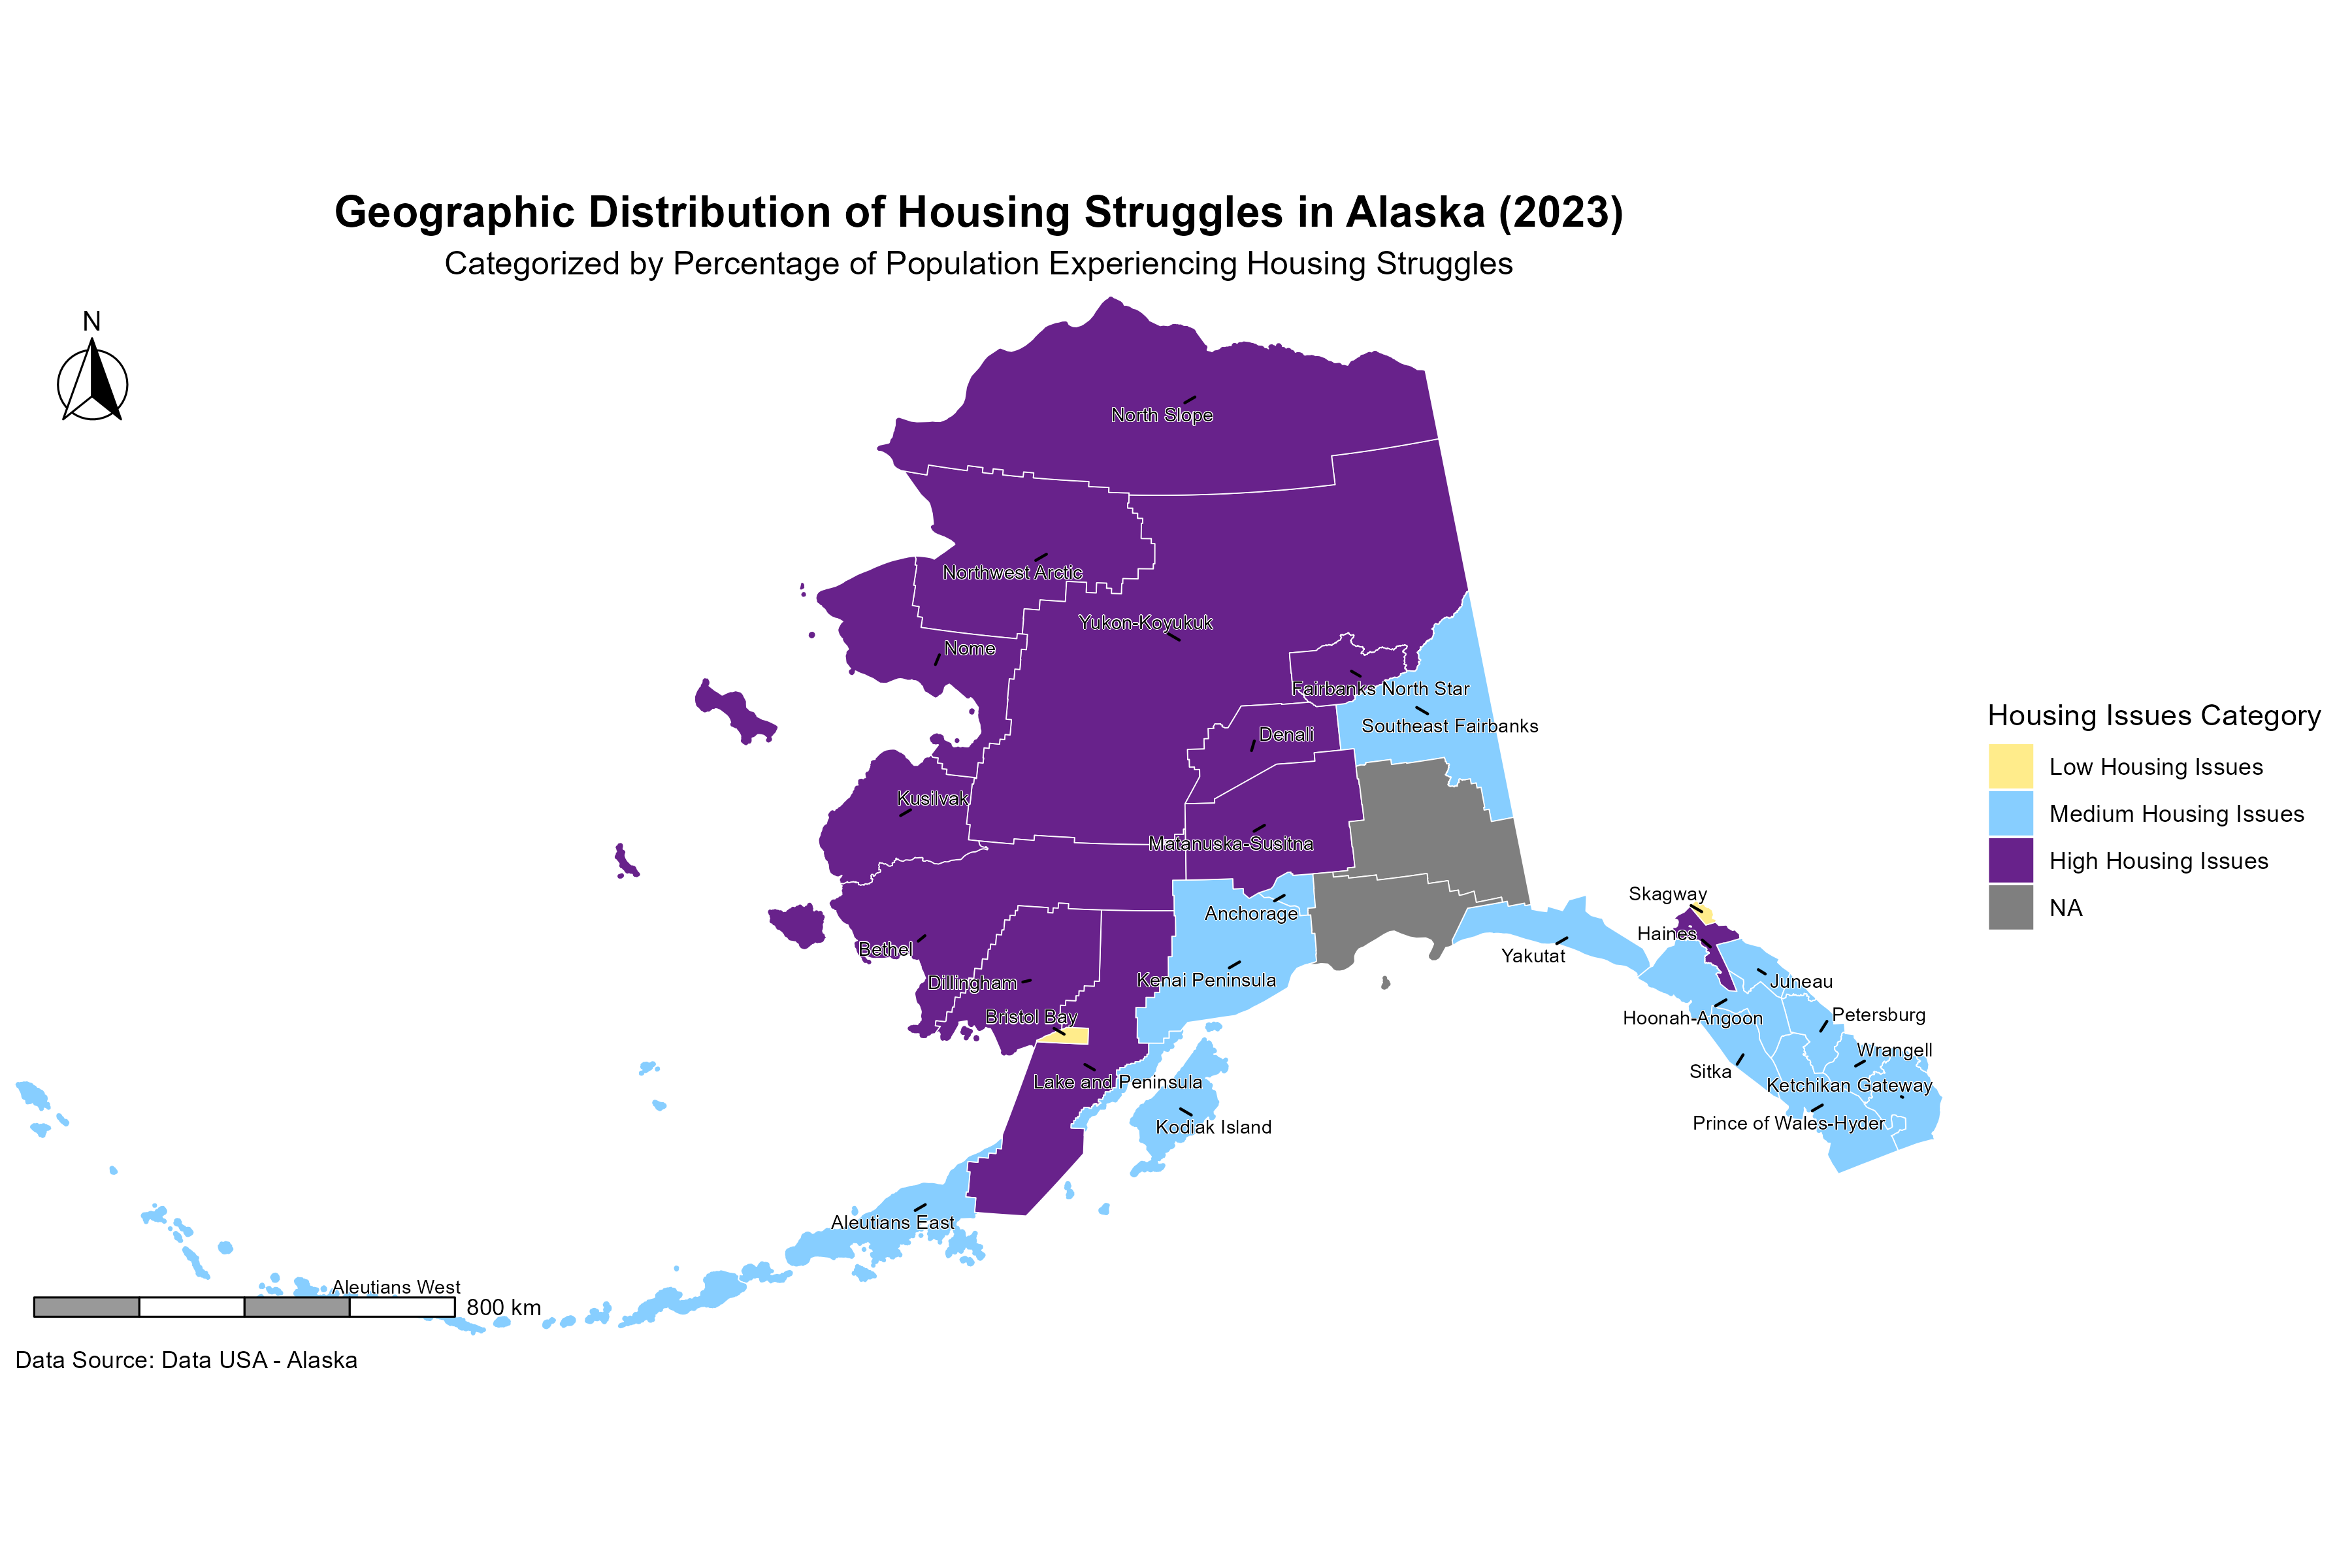 Geographic Distribution of Housing Struggles in Alaska (2023)
Categorized by Percentage of Population Experiencing Housing Struggles
N
North Slope
Northwest Arctic
Yukon-Koyukuk
Nome
Fairbanks North Star
Southeast Fairbanks
Denali
Kusilvak
Matanuska-Susitna
Anchorage
Bethel
Dillingham
Kenai Peninsula
Bristol Bay
Lake and Peninsula
Kodiak Island
Aleutians East
Aleutians West
Yakutat
Skagway
Haines
Juneau
Hoonah-Angoon
Petersburg
Wrangell
Sitka
Ketchikan Gateway
Prince of Wales-Hyder
Housing Issues Category
Low Housing Issues
Medium Housing Issues
High Housing Issues
NA
800 km
Data Source: Data USA - Alaska